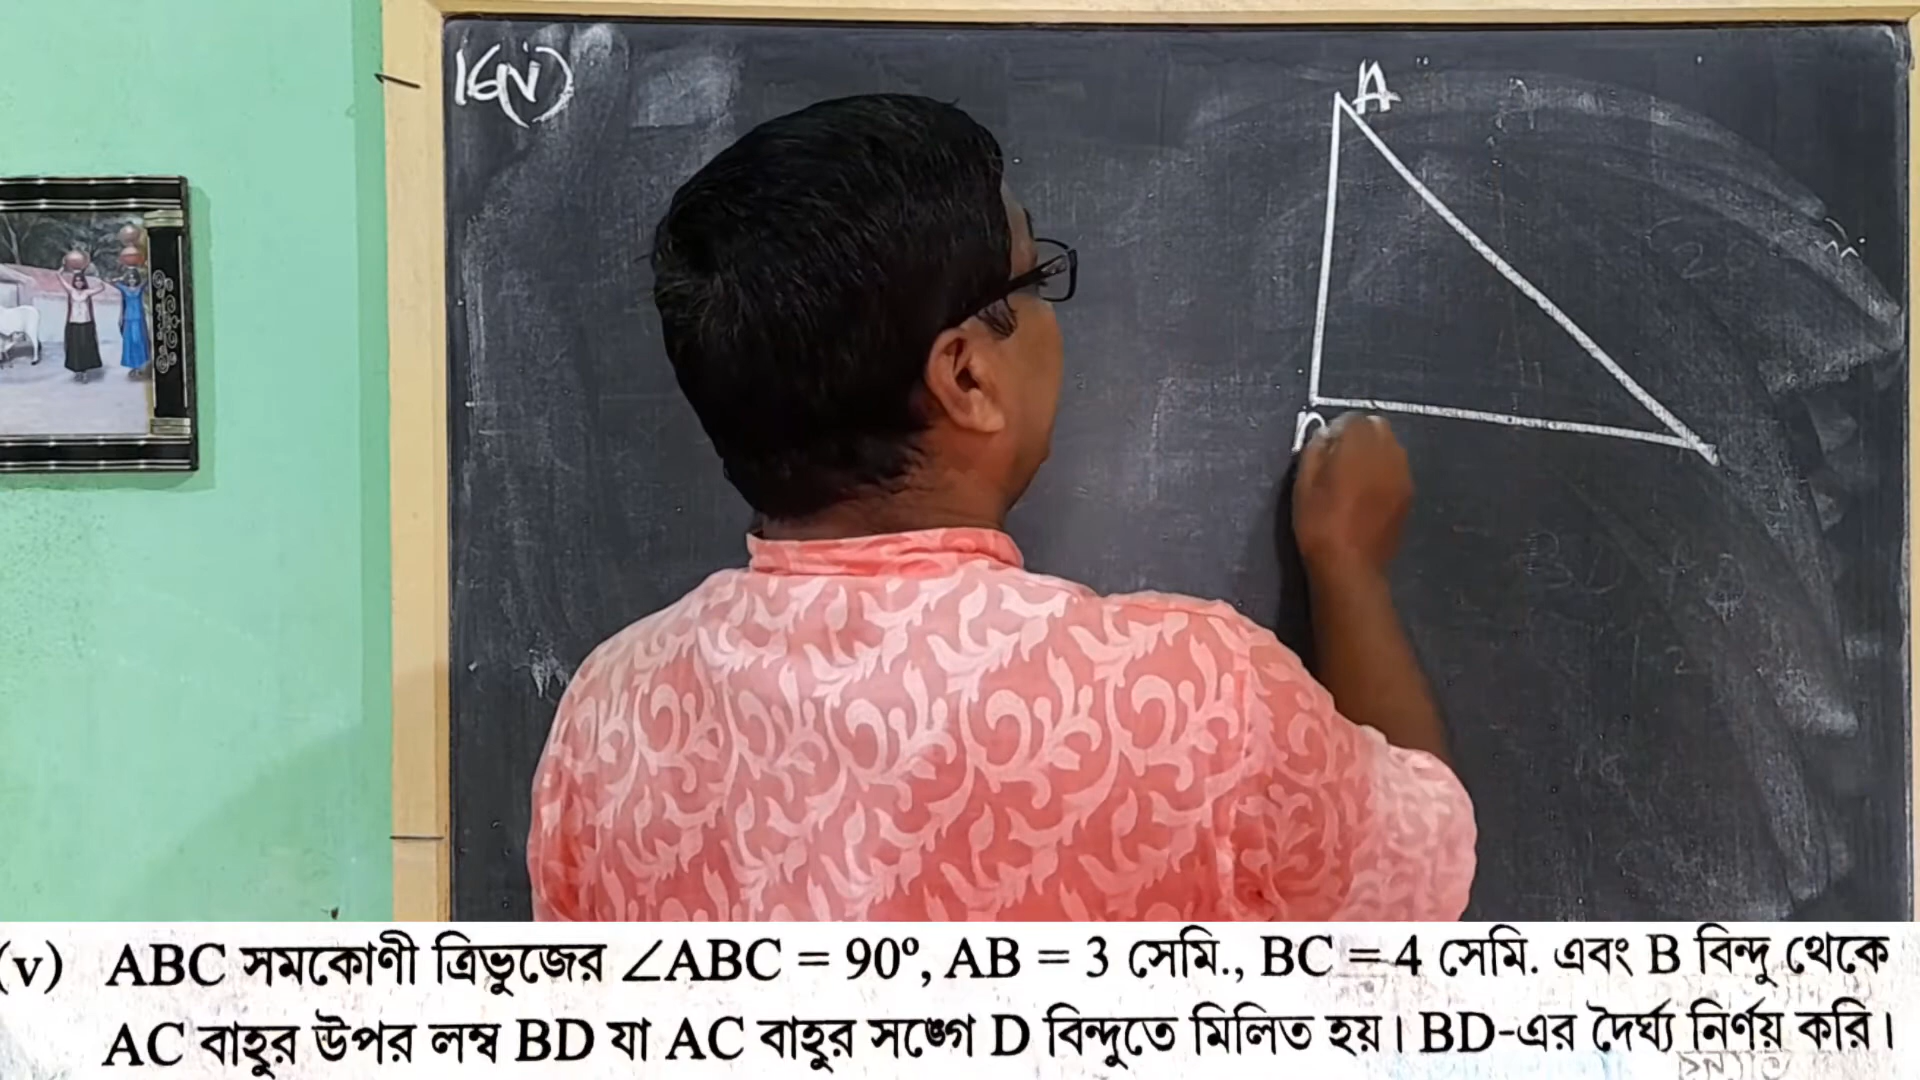 16(v)
A
(v) ABC সমকোণী ত্রিভুজের ∠ABC = 90°, AB = 3 সেমি., BC = 4 সেমি. এবং B বিন্দু থেকে
AC বাহুর উপর লম্ব BD যা AC বাহুর সঙ্গে D বিন্দুতে মিলিত হয়। BD-এর দৈর্ঘ্য নির্ণয় করি।